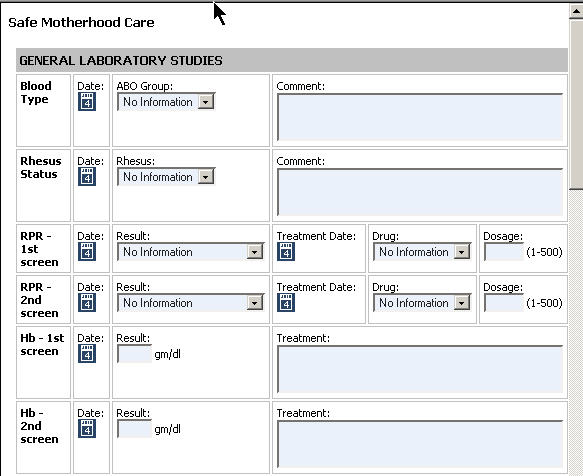 Safe Motherhood Care
GENERAL LABORATORY STUDIES
Blood Type
Date:
4
ABO Group:
No Information
Comment:
Rhesus Status
Date:
4
Rhesus:
No Information
Comment:
RPR - 1st screen
Date:
4
Result:
No Information
Treatment Date:
4
Drug:
No Information
Dosage:
(1-500)
RPR - 2nd screen
Date:
4
Result:
No Information
Treatment Date:
4
Drug:
No Information
Dosage:
(1-500)
Hb - 1st screen
Date:
4
Result:
gm/dl
Treatment:
Hb - 2nd screen
Date:
4
Result:
gm/dl
Treatment: